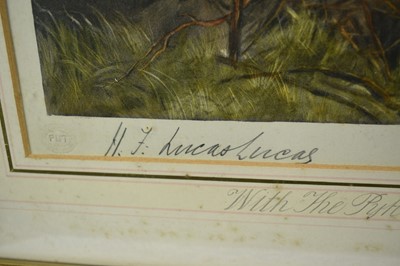 H. F. Lucas Lucas
With The